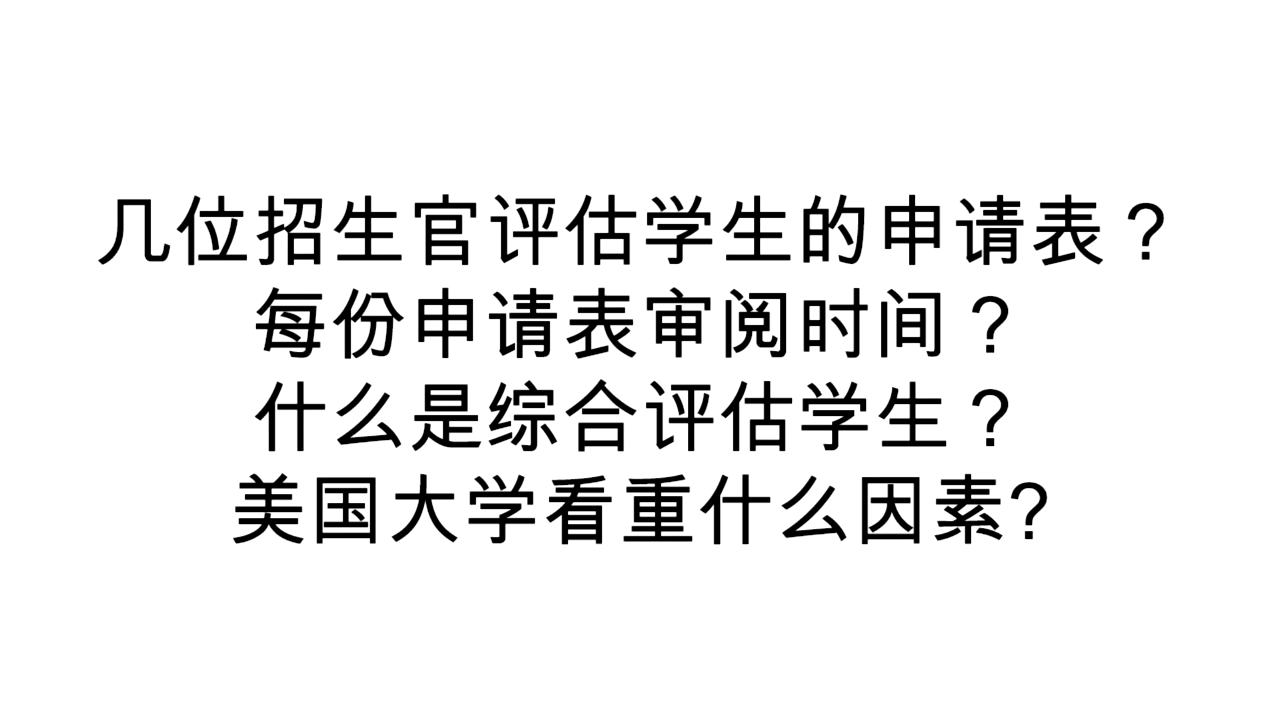 几位招生官评估学生的申请表？
每份申请表审阅时间？
什么是综合评估学生？
美国大学看重什么因素?